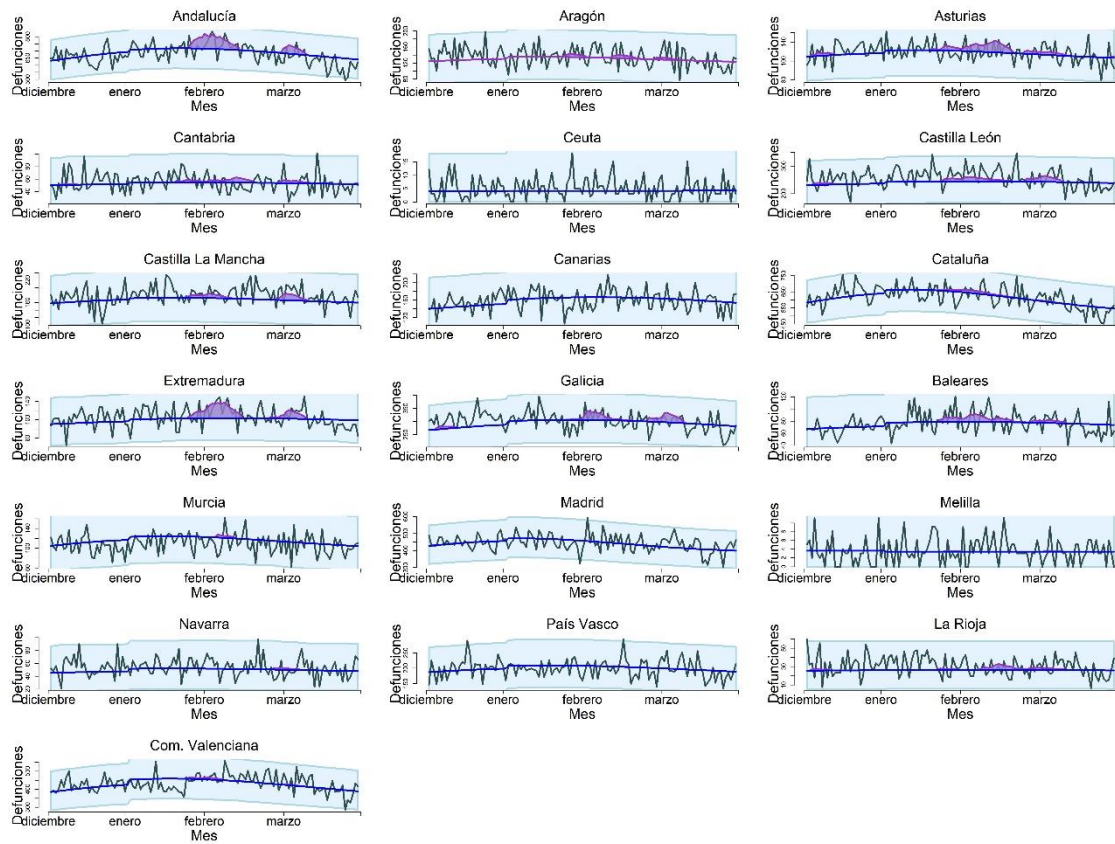 Andalucía
Defunciones
diciembre enero febrero marzo
Mes
Aragón
Defunciones
diciembre enero febrero marzo
Mes
Asturias
Defunciones
diciembre enero febrero marzo
Mes
Cantabria
Defunciones
diciembre enero febrero marzo
Mes
Ceuta
Defunciones
diciembre enero febrero marzo
Mes
Castilla León
Defunciones
diciembre enero febrero marzo
Mes
Castilla La Mancha
Defunciones
diciembre enero febrero marzo
Mes
Canarias
Defunciones
diciembre enero febrero marzo
Mes
Cataluña
Defunciones
diciembre enero febrero marzo
Mes
Extremadura
Defunciones
diciembre enero febrero marzo
Mes
Galicia
Defunciones
diciembre enero febrero marzo
Mes
Baleares
Defunciones
diciembre enero febrero marzo
Mes
Murcia
Defunciones
diciembre enero febrero marzo
Mes
Madrid
Defunciones
diciembre enero febrero marzo
Mes
Melilla
Defunciones
diciembre enero febrero marzo
Mes
Navarra
Defunciones
diciembre enero febrero marzo
Mes
País Vasco
Defunciones
diciembre enero febrero marzo
Mes
La Rioja
Defunciones
diciembre enero febrero marzo
Mes
Com. Valenciana
Defunciones
diciembre enero febrero marzo
Mes